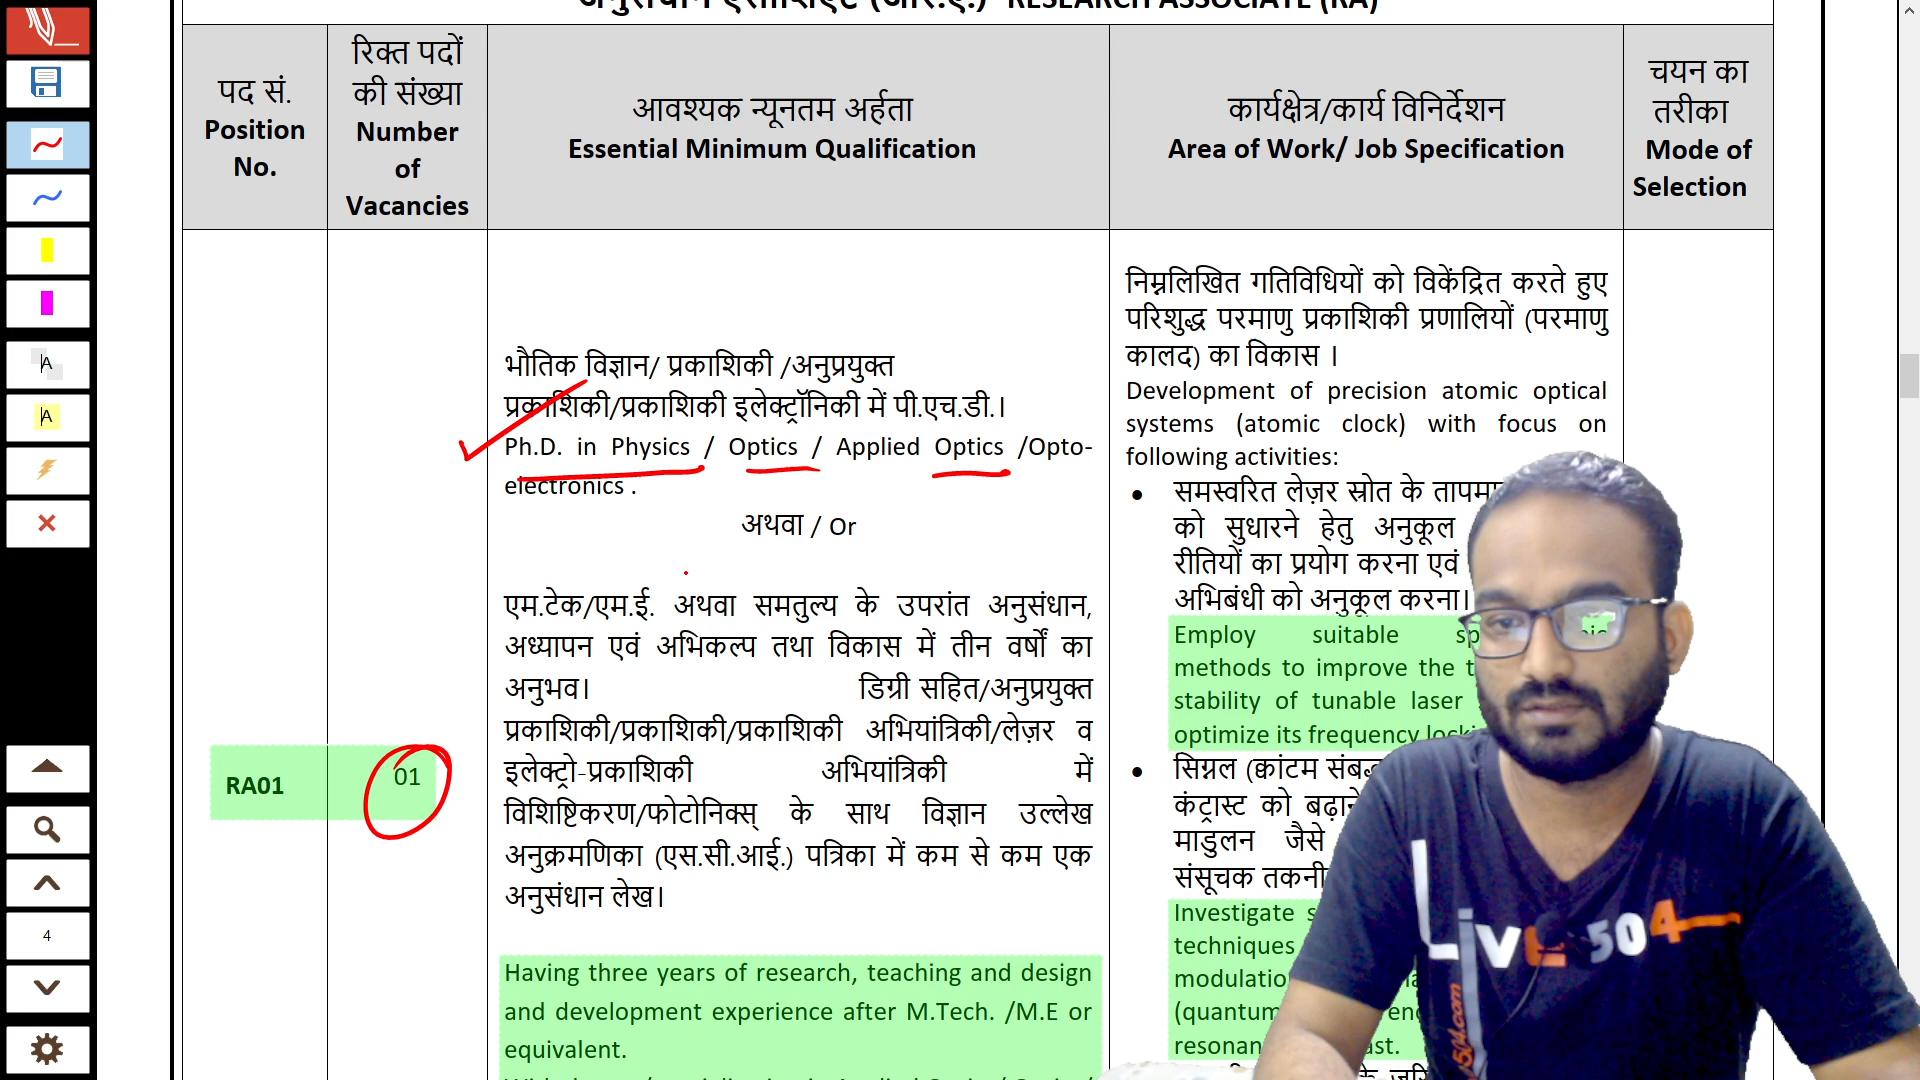 अनुसंधान एसोशिएट (आर.ए.) RESEARCH ASSOCIATE (RA)
पद सं.
Position
No.
रिक्त पदों
की संख्या
Number
of
Vacancies
आवश्यक न्यूनतम अर्हता
Essential Minimum Qualification
कार्यक्षेत्र/कार्य विनिर्देशन
Area of Work/ Job Specification
चयन का
तरीका
Mode of
Selection
RA01
01
भौतिक विज्ञान/ प्रकाशिकी /अनुप्रयुक्त
प्रकाशिकी/प्रकाशिकी इलेक्ट्रॉनिकी में पी.एच.डी.।
Ph.D. in Physics / Optics / Applied Optics /Opto-
electronics .
अथवा / Or
एम.टेक/एम.ई. अथवा समतुल्य के उपरांत अनुसंधान,
अध्यापन एवं अभिकल्प तथा विकास में तीन वर्षों का
अनुभव। डिग्री सहित/अनुप्रयुक्त
प्रकाशिकी/प्रकाशिकी/प्रकाशिकी अभियांत्रिकी/लेज़र व
इलेक्ट्रो-प्रकाशिकी अभियांत्रिकी में
विशिष्टिकरण/फोटोनिक्स् के साथ विज्ञान उल्लेख
अनुक्रमणिका (एस.सी.आई.) पत्रिका में कम से कम एक
अनुसंधान लेख।
Having three years of research, teaching and design
and development experience after M.Tech. /M.E or
equivalent.
निम्नलिखित गतिविधियों को विकेंद्रित करते हुए
परिशुद्ध परमाणु प्रकाशिकी प्रणालियों (परमाणु
कालद) का विकास ।
Development of precision atomic optical
systems (atomic clock) with focus on
following activities:
समस्वरित लेज़र स्रोत के
को सुधारने हेतु अनुकूल
रीतियों का प्रयोग करना एवं
अभिबंधी को अनुकूल करना।
Employ suitable
methods to improve the
stability of tunable laser
optimize its frequency
सिग्नल (क्वांटम
कंट्रास्ट को बढ़ाने
माडुलन जैसे
संसूचक
Investigate
techniques
(quantum
A
A
4
LIVE 504